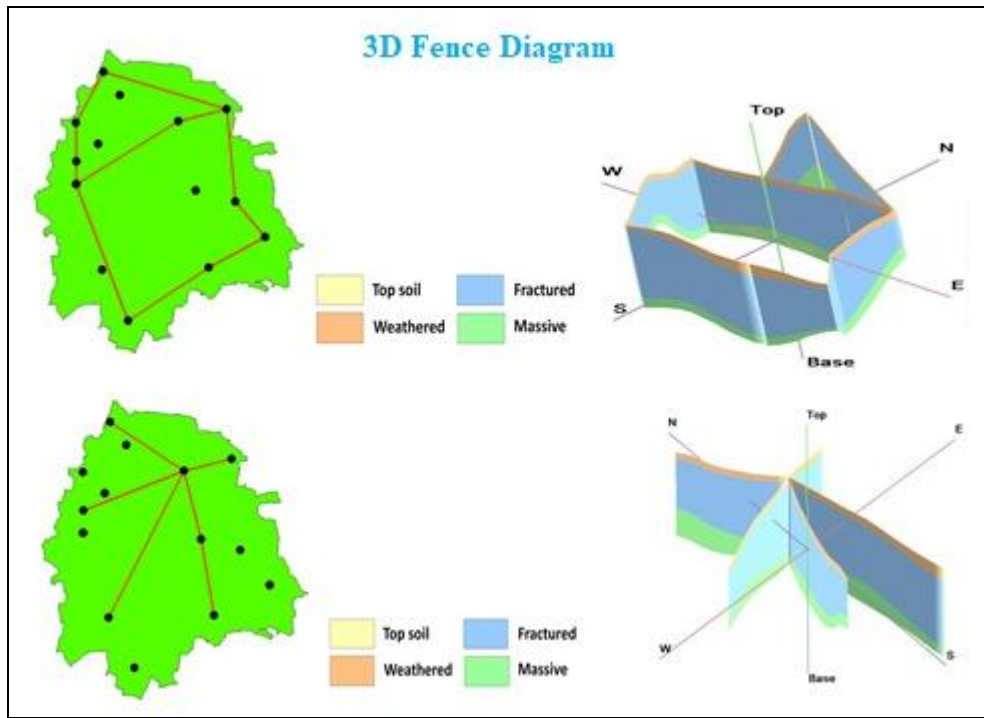 3D Fence Diagram
Top
N
W
E
S
Base
Top soil
Fractured
Weathered
Massive
Top
N
E
W
S
Base
Top soil
Fractured
Weathered
Massive